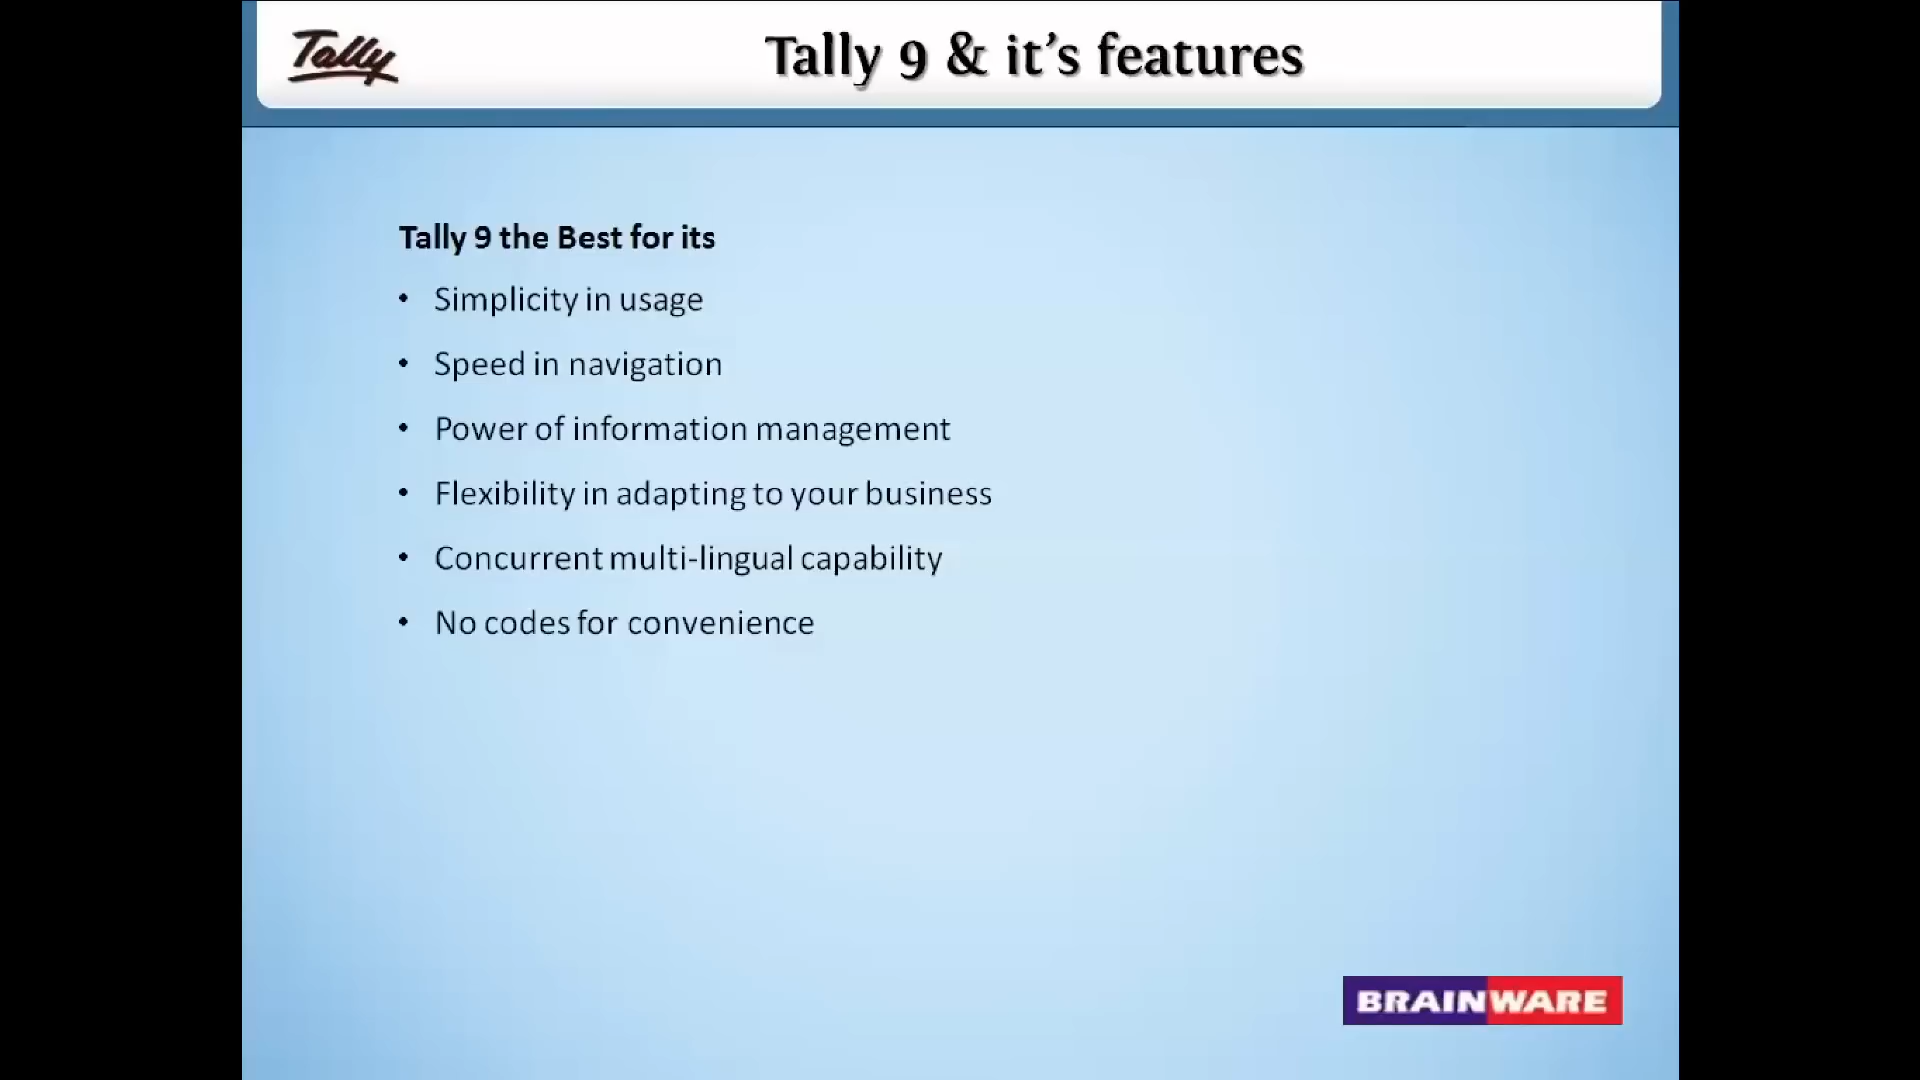 Tally
Tally 9 & it's features
Tally 9 the Best for its
• Simplicity in usage
• Speed in navigation
• Power of information management
• Flexibility in adapting to your business
• Concurrent multi-lingual capability
• No codes for convenience
BRAINWARE